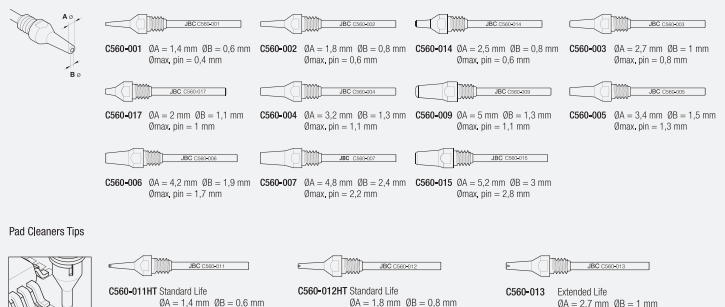 A ø
B ø
JBC C560-001
C560-001 ØA = 1,4 mm ØB = 0,6 mm
Ømax. pin = 0,4 mm
JBC C560-002
C560-002 ØA = 1,8 mm ØB = 0,8 mm
Ømax. pin = 0,6 mm
JBC C560-014
C560-014 ØA = 2,5 mm ØB = 0,8 mm
Ømax. pin = 0,6 mm
JBC C560-003
C560-003 ØA = 2,7 mm ØB = 1 mm
Ømax. pin = 0,8 mm
JBC C560-017
C560-017 ØA = 2 mm ØB = 1,1 mm
Ømax. pin = 1 mm
JBC C560-004
C560-004 ØA = 3,2 mm ØB = 1,3 mm
Ømax. pin = 1,1 mm
JBC C560-009
C560-009 ØA = 5 mm ØB = 1,3 mm
Ømax. pin = 1,1 mm
JBC C560-005
C560-005 ØA = 3,4 mm ØB = 1,5 mm
Ømax. pin = 1,3 mm
JBC C560-006
C560-006 ØA = 4,2 mm ØB = 1,9 mm
Ømax. pin = 1,7 mm
JBC C560-007
C560-007 ØA = 4,8 mm ØB = 2,4 mm
Ømax. pin = 2,2 mm
JBC C560-015
C560-015 ØA = 5,2 mm ØB = 3 mm
Ømax. pin = 2,8 mm
Pad Cleaners Tips
JBC C560-011
C560-011HT Standard Life
ØA = 1,4 mm ØB = 0,6 mm
JBC C560-012
C560-012HT Standard Life
ØA = 1,8 mm ØB = 0,8 mm
JBC C560-013
C560-013 Extended Life
ØA = 2,7 mm ØB = 1 mm